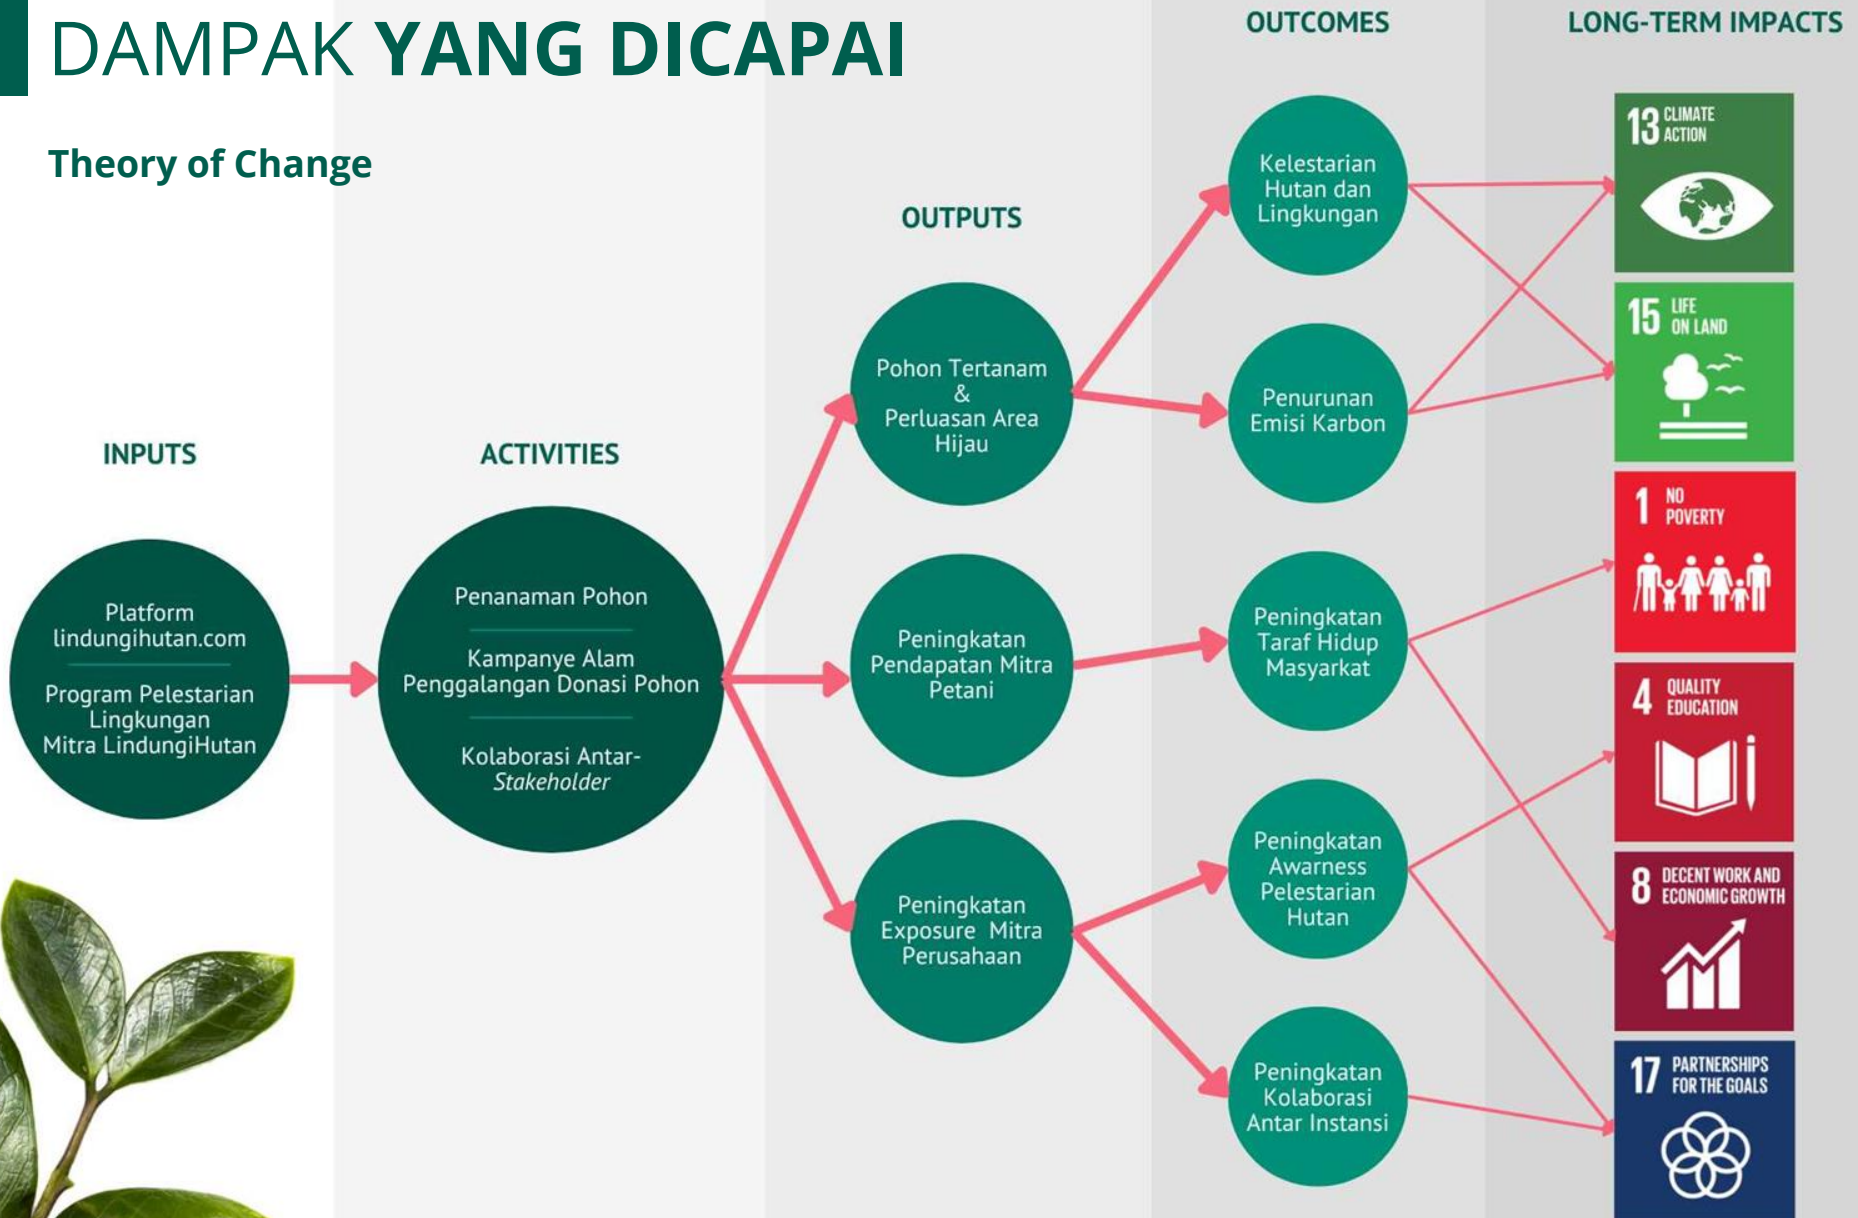 DAMPAK YANG DICAPAI
Theory of Change
INPUTS
Platform
lindungihutan.com
Program Pelestarian
Lingkungan
Mitra LindungiHutan
ACTIVITIES
Penanaman Pohon
Kampanye Alam
Penggalangan Donasi Pohon
Kolaborasi Antar-
Stakeholder
OUTPUTS
Pohon Tertanam
&
Perluasan Area
Hijau
Peningkatan
Pendapatan Mitra
Petani
Peningkatan
Exposure Mitra
Perusahaan
OUTCOMES
Kelestarian
Hutan dan
Lingkungan
Penurunan
Emisi Karbon
Peningkatan
Taraf Hidup
Masyarkat
Peningkatan
Awarness
Pelestarian
Hutan
Peningkatan
Kolaborasi
Antar Instansi
LONG-TERM IMPACTS
13 CLIMATE
ACTION
15 LIFE
ON LAND
1 NO
POVERTY
4 QUALITY
EDUCATION
8 DECENT WORK AND
ECONOMIC GROWTH
17 PARTNERSHIPS
FOR THE GOALS